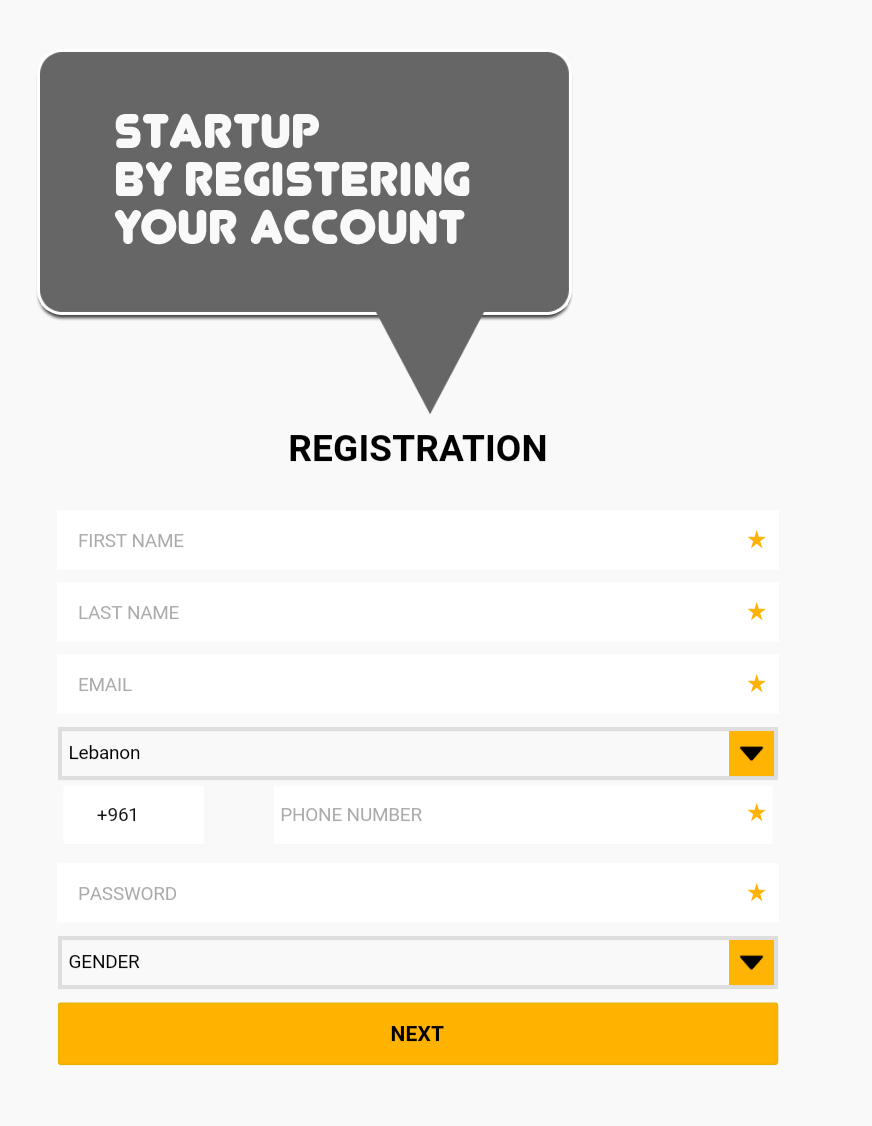 STARTUP
BY REGISTERING
YOUR ACCOUNT
REGISTRATION
FIRST NAME
LAST NAME
EMAIL
Lebanon
+961 PHONE NUMBER
PASSWORD
GENDER
NEXT